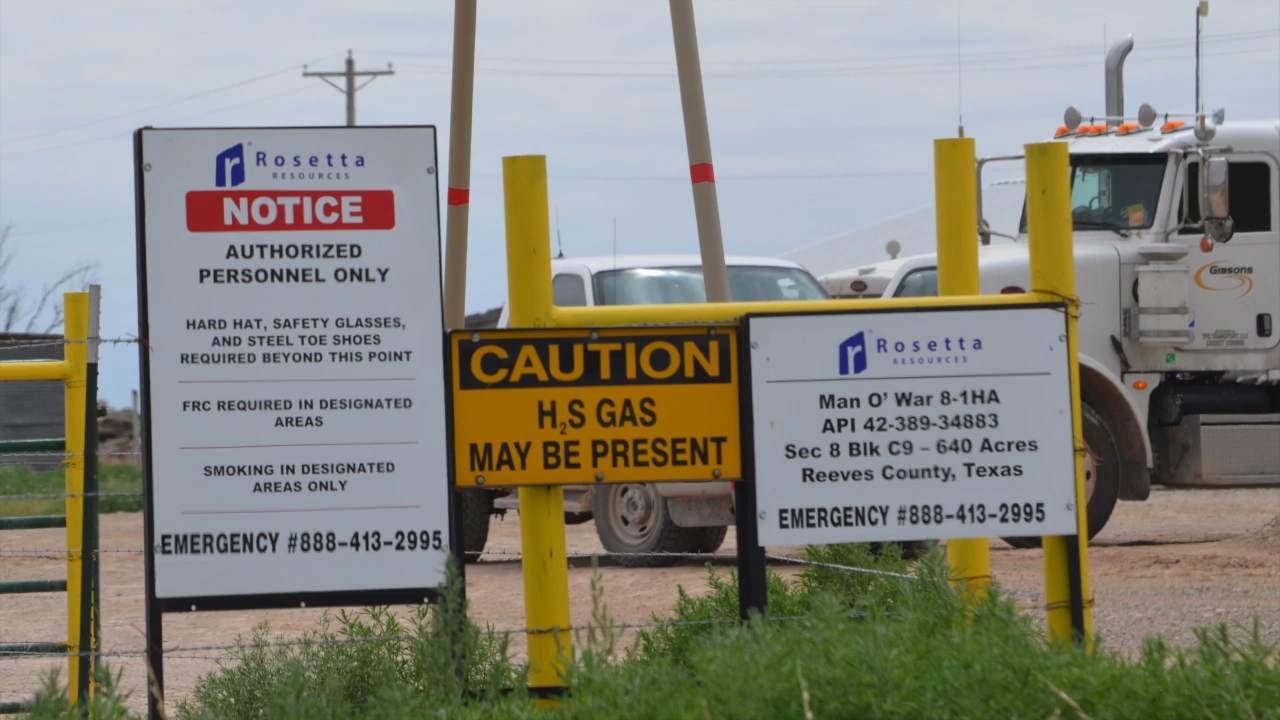 Rosetta
RESOURCES
NOTICE
AUTHORIZED
PERSONNEL ONLY
HARD HAT, SAFETY GLASSES,
AND STEEL TOE SHOES
REQUIRED BEYOND THIS POINT
FRC REQUIRED IN DESIGNATED
AREAS
SMOKING IN DESIGNATED
AREAS ONLY
EMERGENCY #888-413-2995
CAUTION
H₂S GAS
MAY BE PRESENT
Rosetta
RESOURCES
Man O' War 8-1HA
API 42-389-34883
Sec 8 Blk C9 – 640 Acres
Reeves County, Texas
EMERGENCY #888-413-2995
GIBSONS